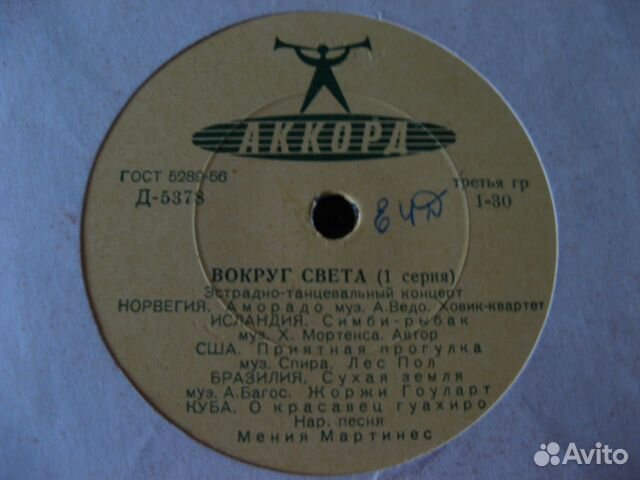 АККОРД
ГОСТ 5289-56
третья гр
Д-5378
1-30
ВОКРУГ СВЕТА (1 серия)
Эстрадно-танцевальный концерт
НОРВЕГИЯ. Аморадо муз. А.Ведо. Ховик-квартет
ИСЛАНДИЯ. Симби-рыбак
муз. Х. Мортенса. Автор
США. Приятная прогулка
муз. Спира. Лес Пол
БРАЗИЛИЯ. Сухая земля
муз. А.Багос. Жоржи Гоуларт
КУБА. О красавец гуахиро
Нар. песня
Мения Мартинес
Avito